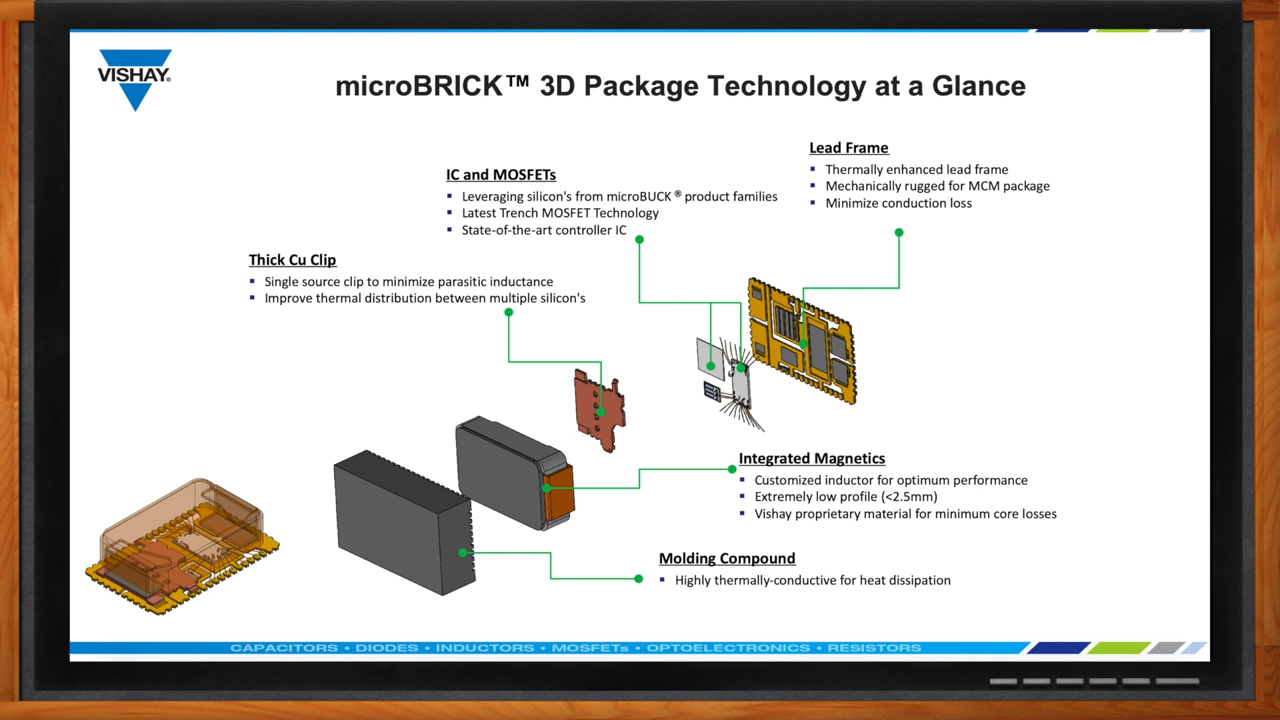 VISHAY®
microBRICK™ 3D Package Technology at a Glance
Lead Frame
▪ Thermally enhanced lead frame
▪ Mechanically rugged for MCM package
▪ Minimize conduction loss
IC and MOSFETs
▪ Leveraging silicon's from microBUCK ® product families
▪ Latest Trench MOSFET Technology
▪ State-of-the-art controller IC
Thick Cu Clip
▪ Single source clip to minimize parasitic inductance
▪ Improve thermal distribution between multiple silicon's
Integrated Magnetics
▪ Customized inductor for optimum performance
▪ Extremely low profile (<2.5mm)
▪ Vishay proprietary material for minimum core losses
Molding Compound
▪ Highly thermally-conductive for heat dissipation
CAPACITORS • DIODES • INDUCTORS • MOSFETs • OPTOELECTRONICS • RESISTORS